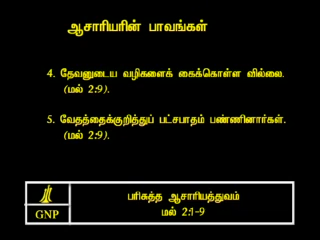 ஆசாரியரின் பாவங்கள்
4. தேவனுடைய வழிகளைக் கைக்கொள்ள வில்லை.
(மல் 2:9).
5. வேதத்தைக்குறித்துப் பட்சபாதம் பண்ணினார்கள்.
(மல் 2:9).
பரிசுத்த ஆசாரியத்துவம்
GNP
மல் 2:1-9